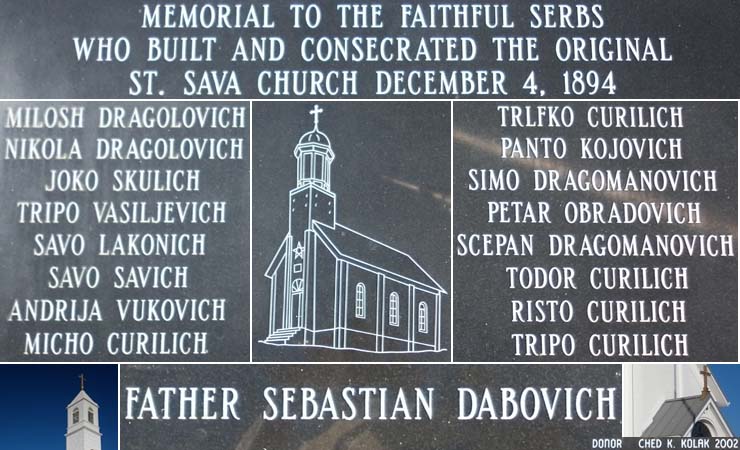 MEMORIAL TO THE FAITHFUL SERBS
WHO BUILT AND CONSECRATED THE ORIGINAL
ST. SAVA CHURCH DECEMBER 4, 1894
MILOSH DRAGOLOVICH
NIKOLA DRAGOLOVICH
JOKO SKULICH
TRIPO VASILJEVICH
SAVO LAKONICH
SAVO SAVICH
ANDRIJA VUKOVICH
MICHO CURILICH
TRLFKO CURILICH
PANTO KOJOVICH
SIMO DRAGOMANOVICH
PETAR OBRADOVICH
SCEPAN DRAGOMANOVICH
TODOR CURILICH
RISTO CURILICH
TRIPO CURILICH
FATHER SEBASTIAN DABOVICH
DONOR CHED K. KOLAK 2002